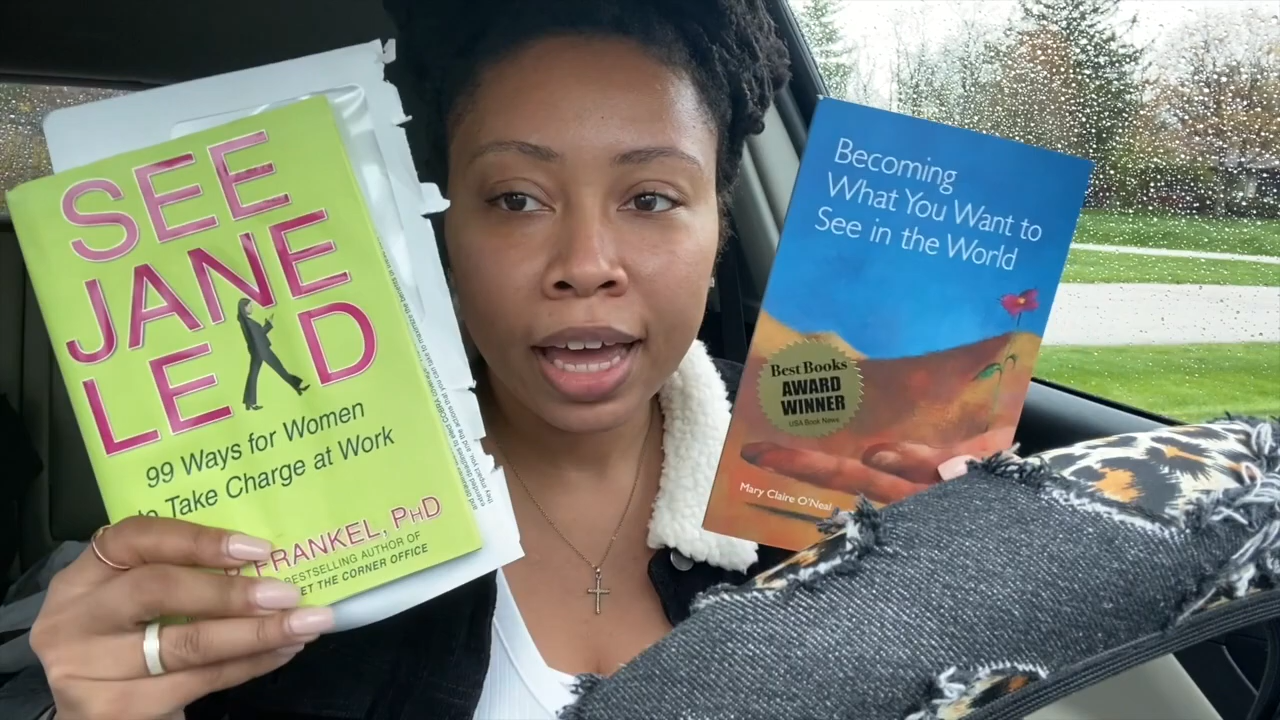 SEE
JANE
LEAD
99 Ways for Women
to Take Charge at Work
FRANKEL, PHD
BESTSELLING AUTHOR OF
GET THE CORNER OFFICE
Becoming
What You Want to
See in the World
Best Books
AWARD
WINNER
USA Book News
Mary Claire O'Neal